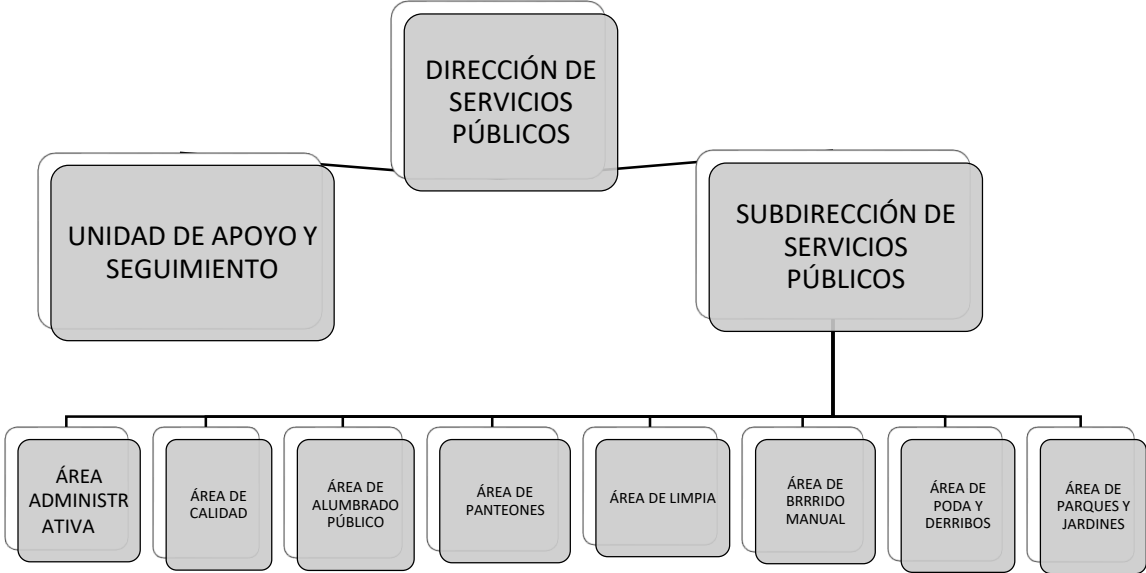 DIRECCIÓN DE
SERVICIOS
PÚBLICOS
UNIDAD DE APOYO Y
SEGUIMIENTO
SUBDIRECCIÓN DE
SERVICIOS
PÚBLICOS
ÁREA
ADMINISTR
ATIVA
ÁREA DE
CALIDAD
ÁREA DE
ALUMBRADO
PÚBLICO
ÁREA DE
PANTEONES
ÁREA DE LIMPIA
ÁREA DE
BRRRIDO
MANUAL
ÁREA DE
PODA Y
DERRIBOS
ÁREA DE
PARQUES Y
JARDINES